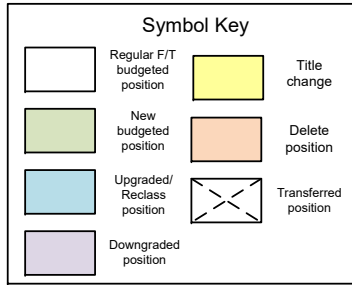 Symbol Key
Regular F/T
budgeted
position
New
budgeted
position
Upgraded/
Reclass
position
Downgraded
position
Title
change
Delete
position
Transferred
position